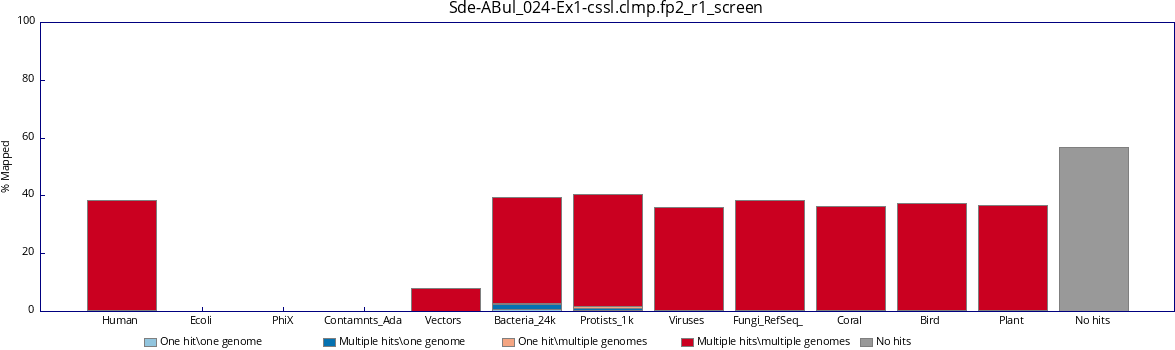 Sde-ABul_024-Ex1-cssl.clmp.fp2_r1_screen
100
80
60
40
20
0
% Mapped
Human Ecoli PhiX Contamnts_Ada Vectors Bacteria_24k Protists_1k Viruses Fungi_RefSeq_ Coral Bird Plant No hits
One hit\one genome Multiple hits\one genome One hit\multiple genomes Multiple hits\multiple genomes No hits